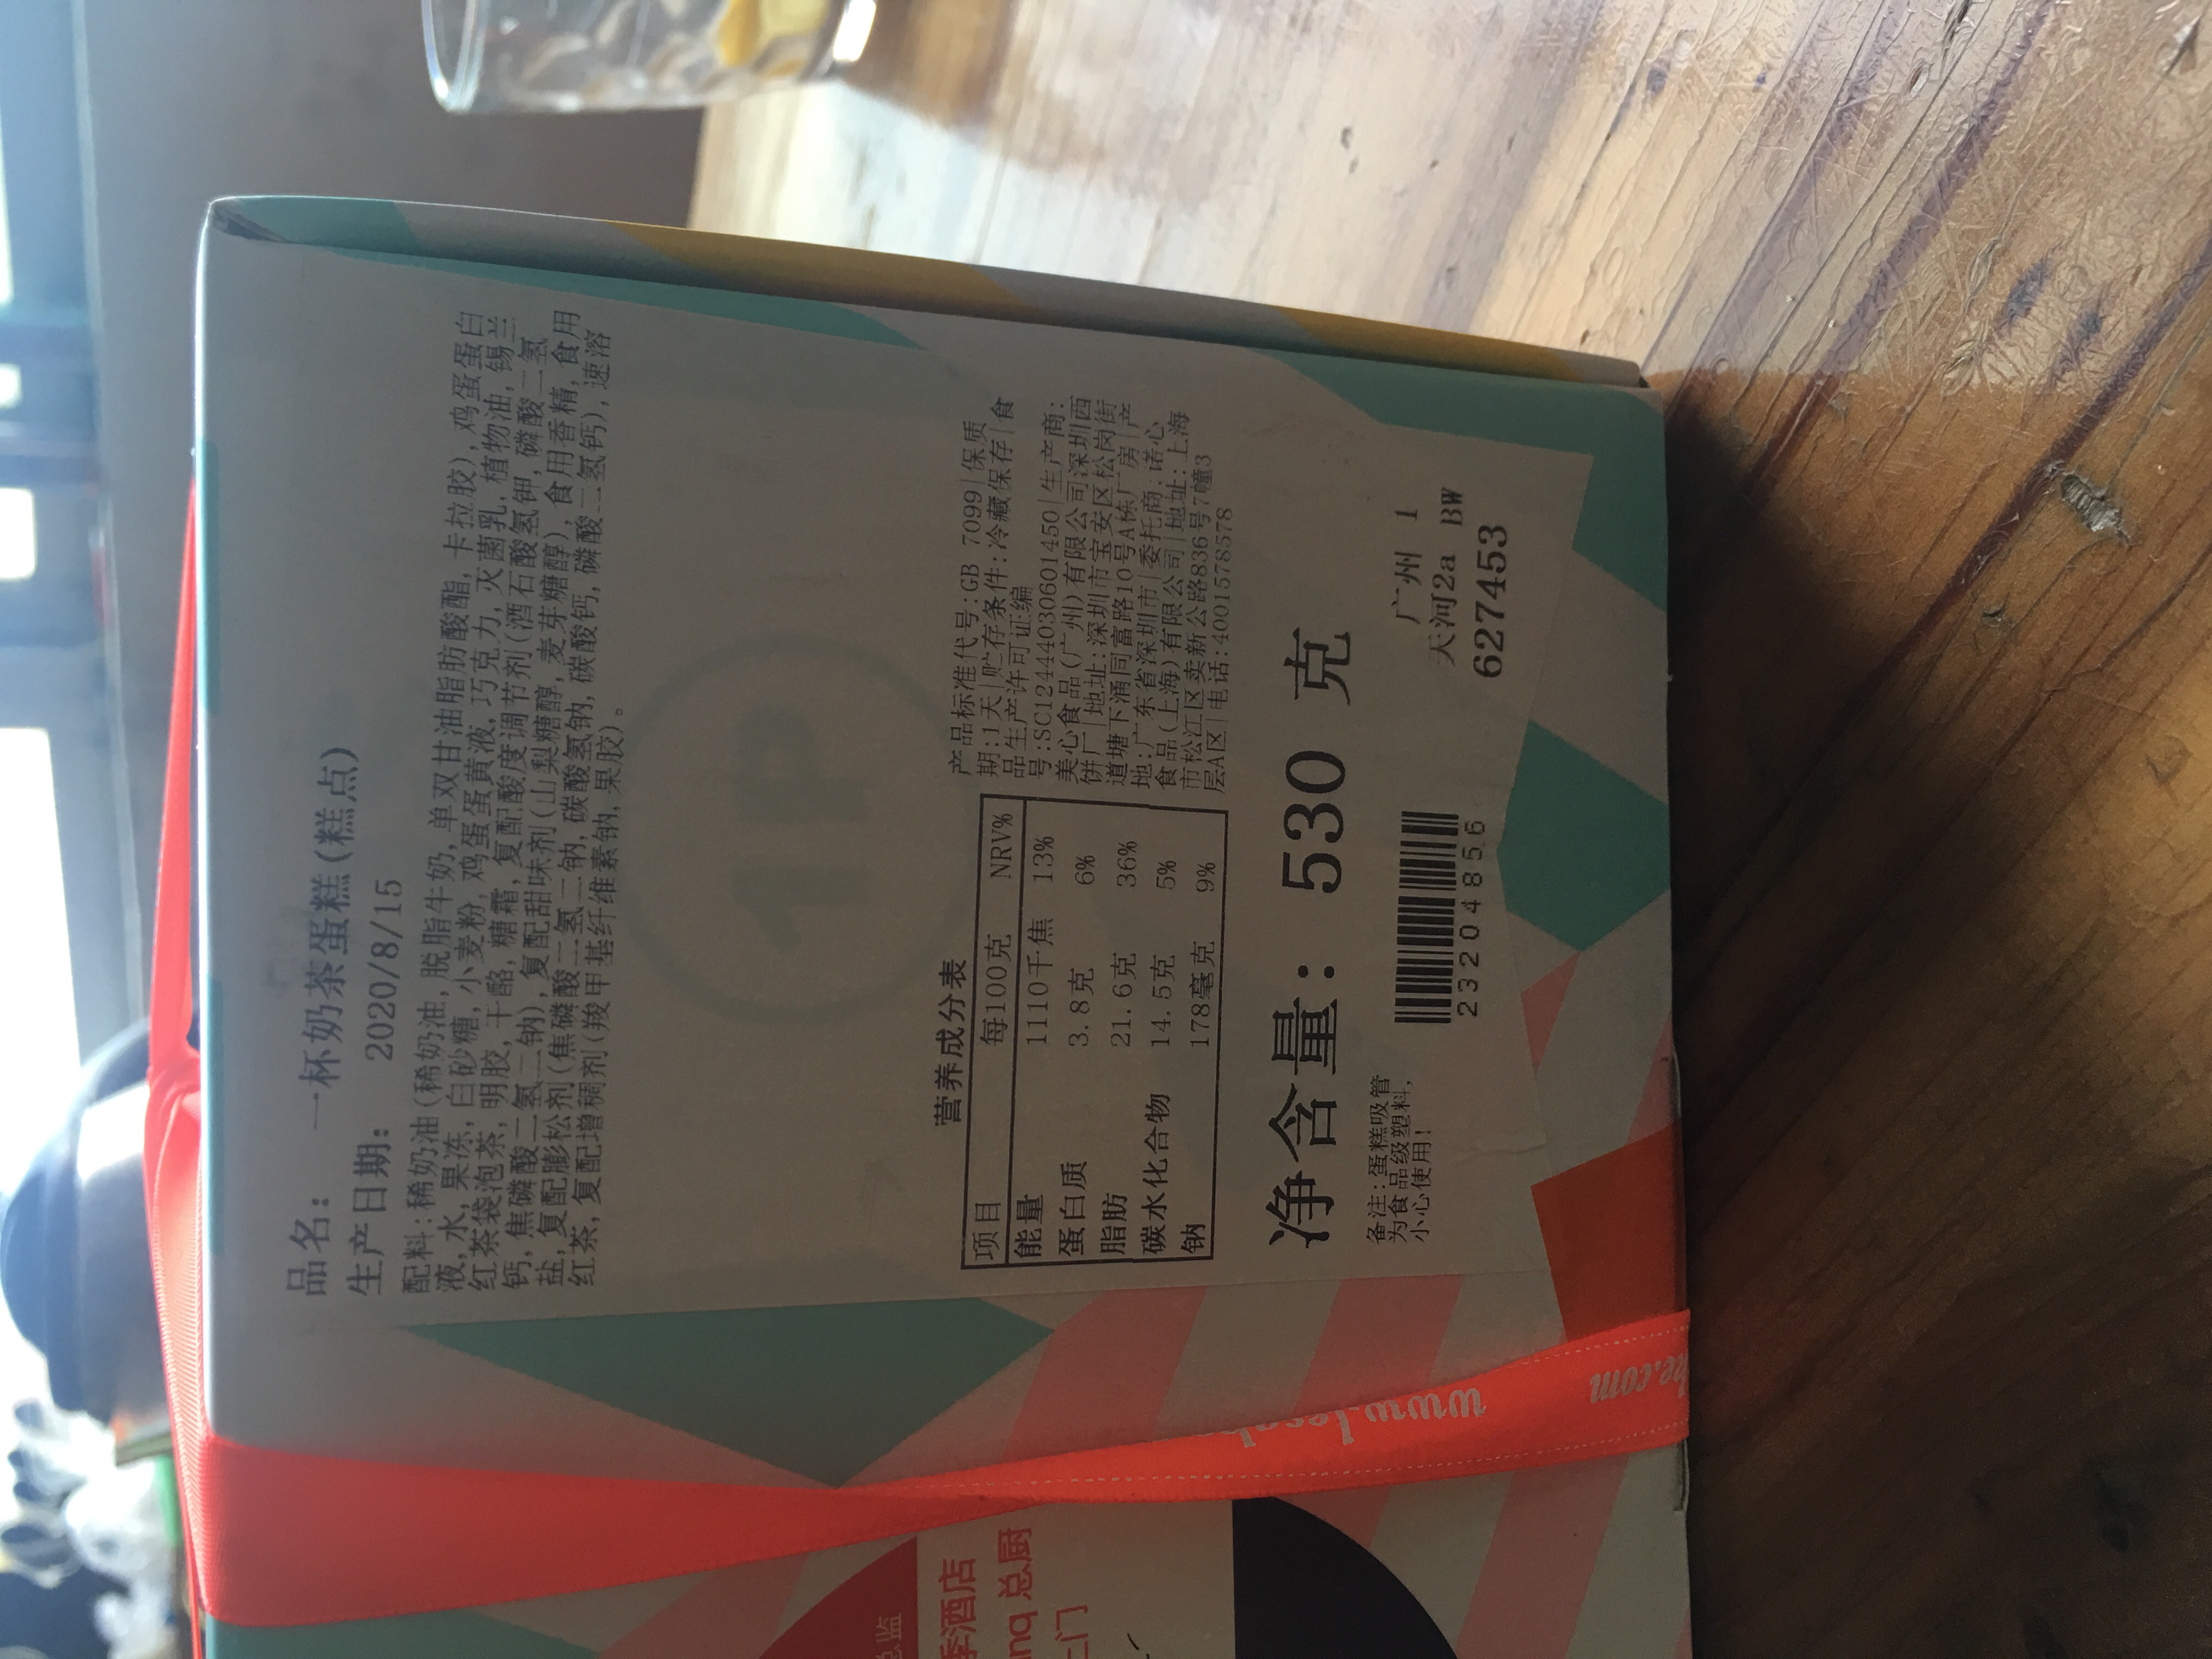 品名：一杯奶茶蛋糕(糕点)
生产日期： 2020/8/15
配料:稀奶油(稀奶油,脱脂牛奶,单双甘油脂肪酸酯,卡拉胶),鸡蛋蛋白
液,水,果冻,白砂糖,小麦粉,鸡蛋蛋黄液,巧克力,灭菌乳,植物油,锡兰
红茶袋泡茶,明胶,干酪,糖霜,复配酸度调节剂(酒石酸氢钾,磷酸二氢
钙,焦磷酸二氢二钠),复配甜味剂(山梨糖醇,麦芽糖醇),食用香精,食用
盐,复配膨松剂(焦磷酸二氢二钠,碳酸氢钠,碳酸钙,磷酸二氢钙),速溶
红茶,复配增稠剂(羧甲基纤维素钠,果胶)。
1P
营养成分表
项目 每100克 NRV%
能量 1110千焦 13%
蛋白质 3.8克 6%
脂肪 21.6克 36%
碳水化合物 14.5克 5%
钠 178毫克 9%
产品标准代号:GB 7099|保质
期:1天|贮存条件:冷藏保存|食
品生产许可证编
号:SC12444030601450|生产商:
美心食品(广州)有限公司深圳西
饼厂|地址:深圳市宝安区松岗街
道塘下涌同富路10号A栋厂房|产
地:广东省深圳市|委托商:诺心
食品(上海)有限公司|地址:上海
市松江区卖新公路836号7幢3
层A区|电话:4001578578
净含量：530 克
备注:蛋糕吸管
为食品级塑料,
小心使用!
23204856
广州 1
天河2a BW
627453
www.lecake.com
总监
季酒店
总厨
上门